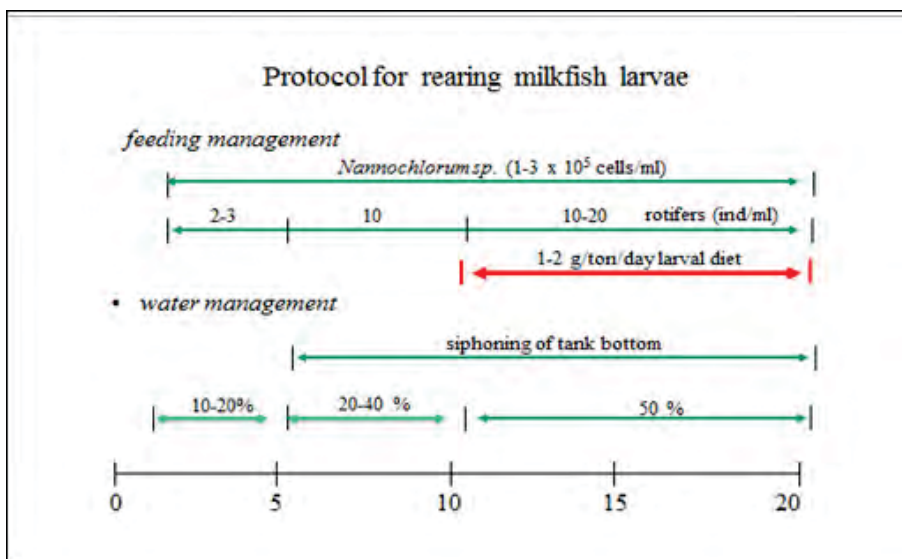 Protocol for rearing milkfish larvae
feeding management
Nannochlorum sp. (1-3 x 10⁵ cells/ml)
2-3 10 10-20 rotifers (ind/ml)
1-2 g/ton/day larval diet
• water management
siphoning of tank bottom
10-20% 20-40 % 50 %
0 5 10 15 20